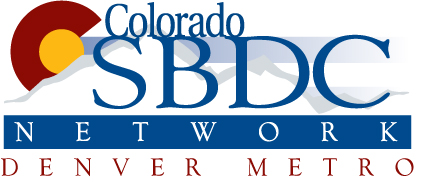 Colorado
SBDC
NETWORK
DENVER METRO